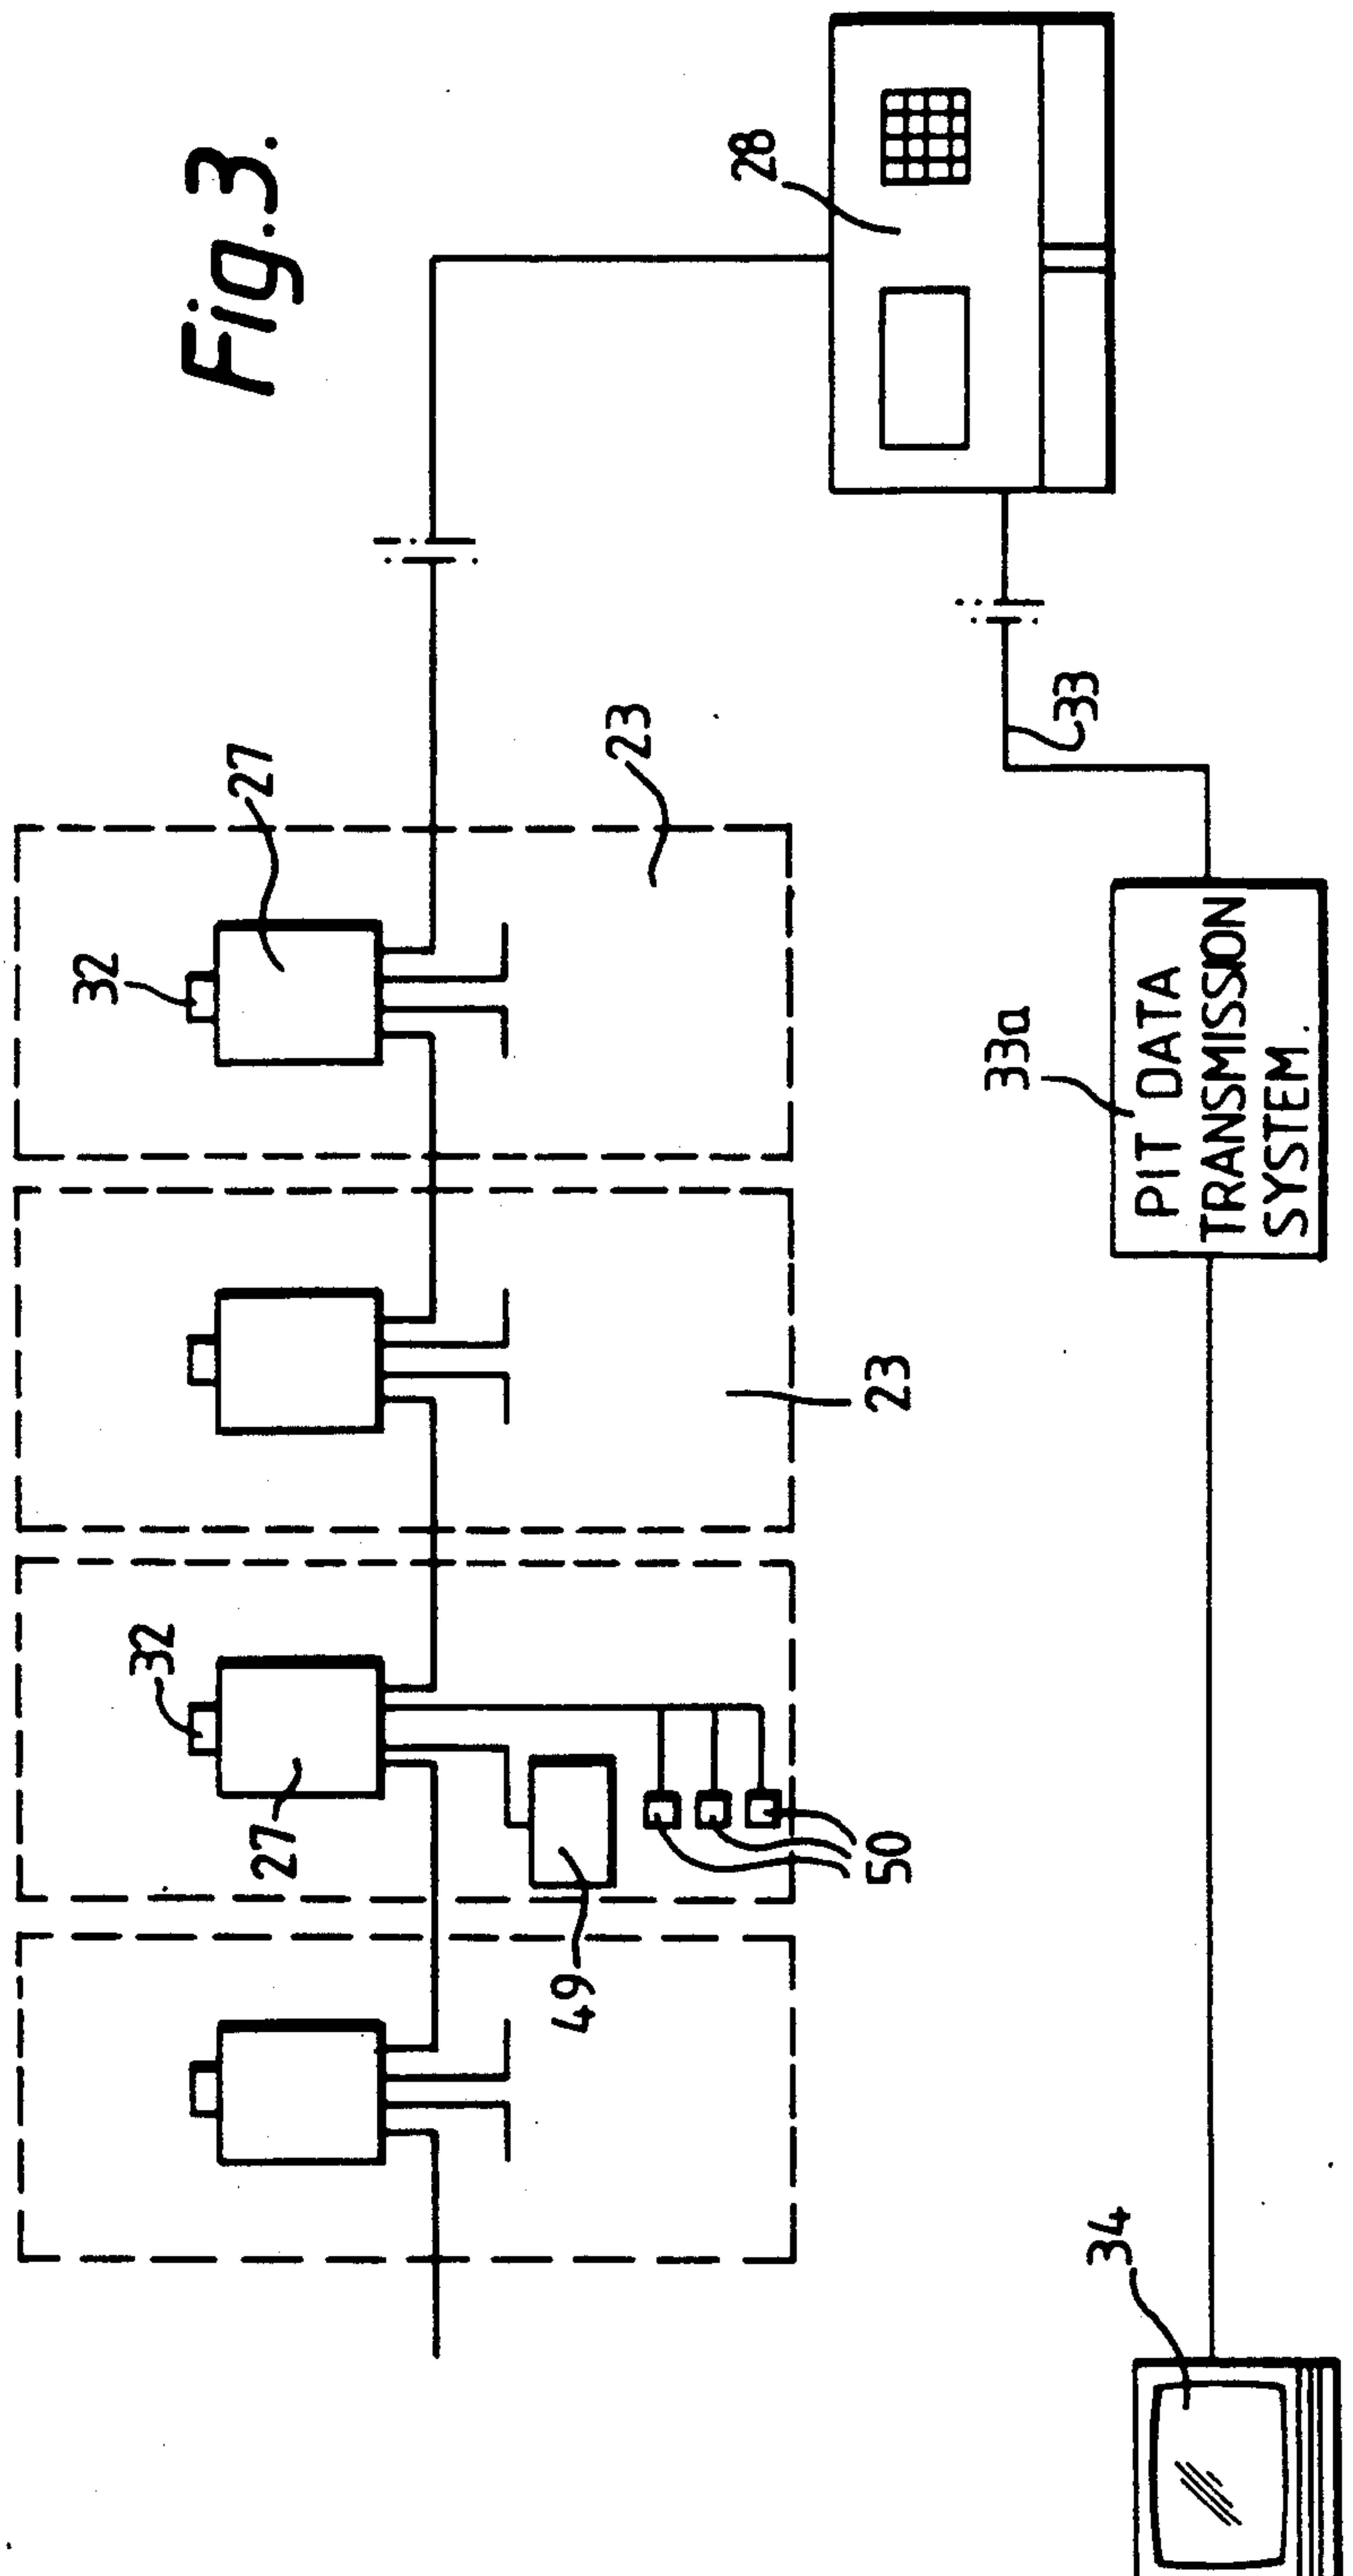 Fig.3.
32
27
23
28
32
27
23
49
50
33
33a
PIT DATA
TRANSMISSION
SYSTEM.
34